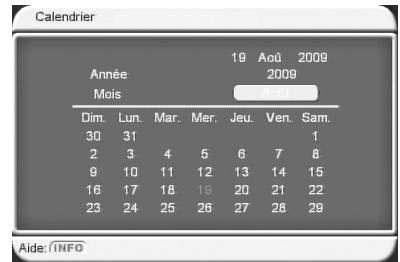 Calendrier
19 Aoû 2009
Année 2009
Mois
Dim. Lun. Mar. Mer. Jeu. Ven. Sam.
30 31 1
2 3 4 5 6 7 8
9 10 11 12 13 14 15
16 17 18 19 20 21 22
23 24 25 26 27 28 29
Aide: INFO